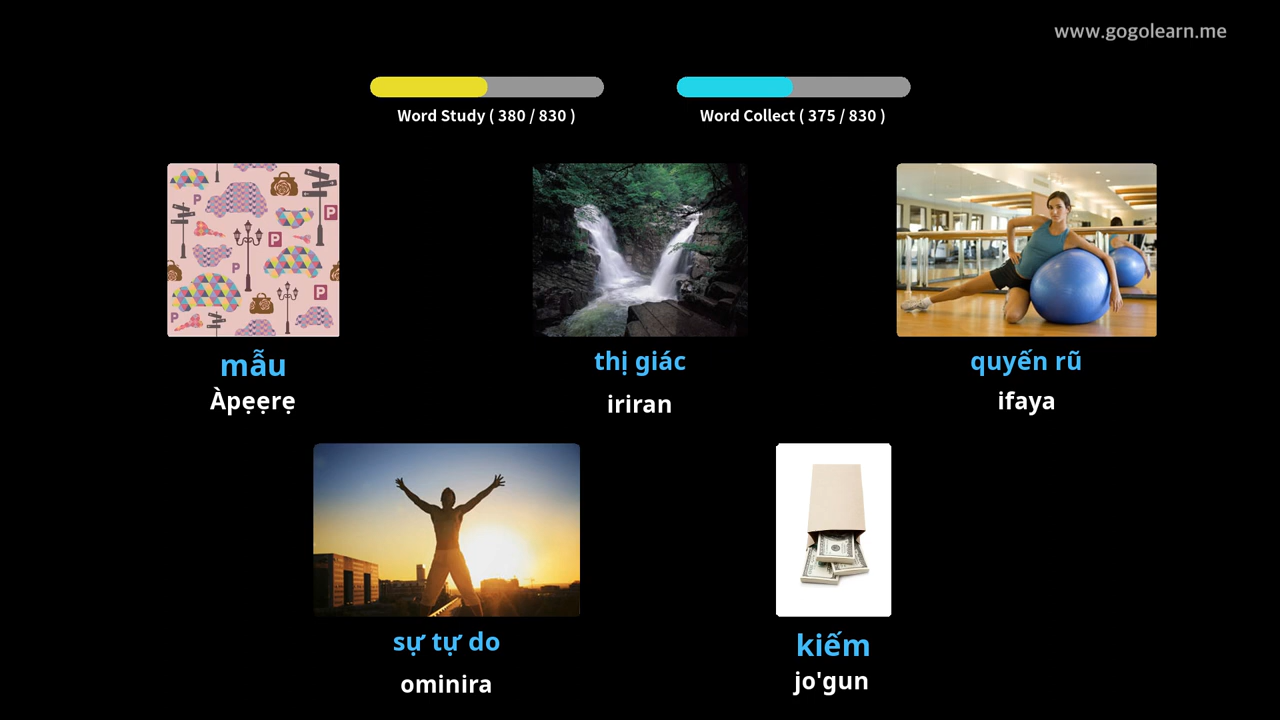 www.gogolearn.me
Word Study ( 380 / 830 )
Word Collect ( 375 / 830 )
mẫu
Àpẹẹrẹ
thị giác
iriran
quyến rũ
ifaya
sự tự do
ominira
kiếm
jo'gun